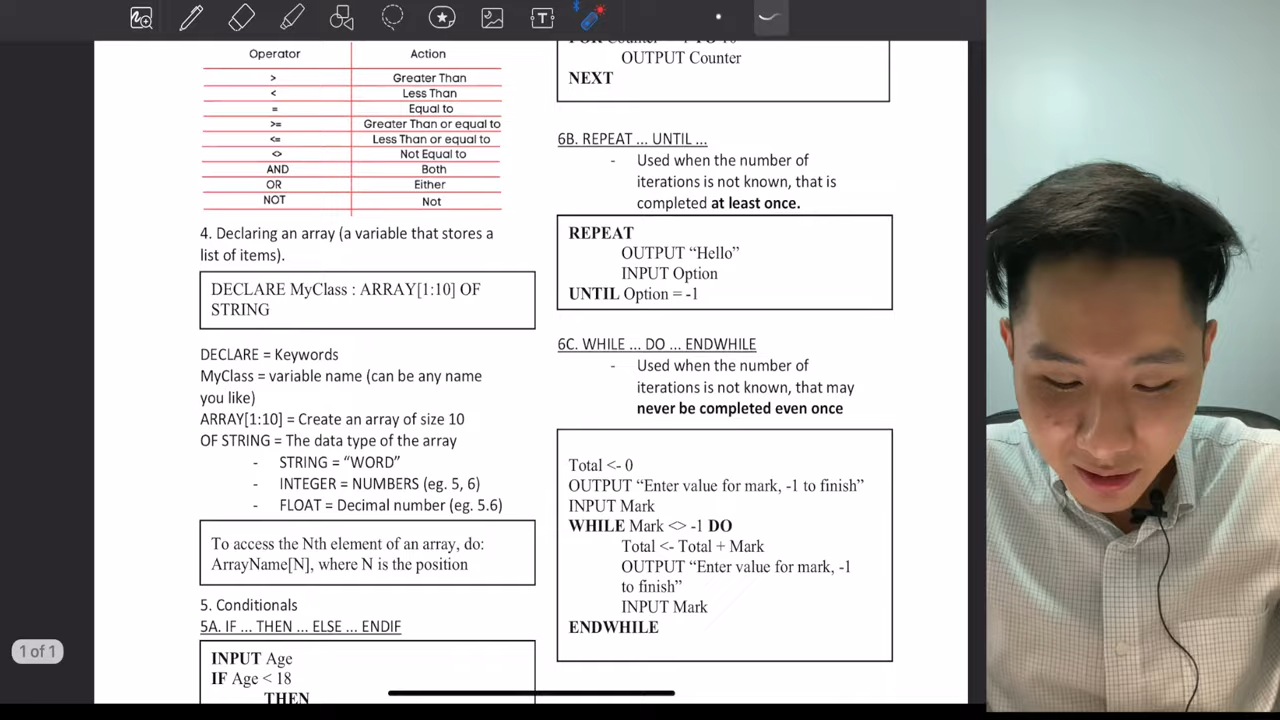 Operator Action
> Greater Than
< Less Than
= Equal to
>= Greater Than or equal to
<= Less Than or equal to
<> Not Equal to
AND Both
OR Either
NOT Not
4. Declaring an array (a variable that stores a
list of items).
DECLARE MyClass : ARRAY[1:10] OF
STRING
DECLARE = Keywords
MyClass = variable name (can be any name
you like)
ARRAY[1:10] = Create an array of size 10
OF STRING = The data type of the array
- STRING = “WORD”
- INTEGER = NUMBERS (eg. 5, 6)
- FLOAT = Decimal number (eg. 5.6)
To access the Nth element of an array, do:
ArrayName[N], where N is the position
5. Conditionals
5A. IF ... THEN ... ELSE ... ENDIF
INPUT Age
IF Age < 18
THEN
OUTPUT Counter
NEXT
6B. REPEAT ... UNTIL ...
- Used when the number of
iterations is not known, that is
completed at least once.
REPEAT
OUTPUT “Hello”
INPUT Option
UNTIL Option = -1
6C. WHILE ... DO ... ENDWHILE
- Used when the number of
iterations is not known, that may
never be completed even once
Total <- 0
OUTPUT “Enter value for mark, -1 to finish”
INPUT Mark
WHILE Mark <> -1 DO
Total <- Total + Mark
OUTPUT “Enter value for mark, -1
to finish”
INPUT Mark
ENDWHILE
1 of 1
T